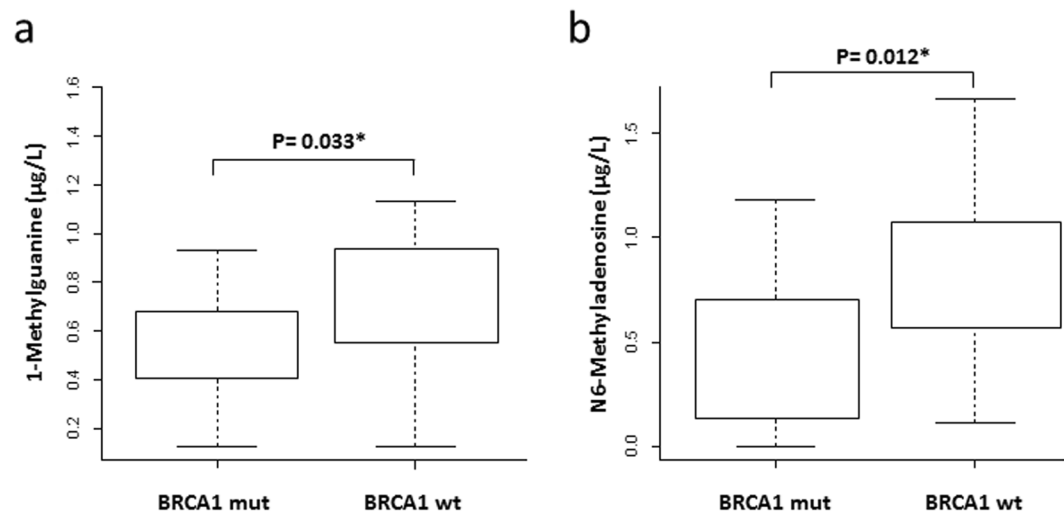 a
1-Methylguanine (µg/L)
1.6
1.4
1.2
1.0
0.8
0.6
0.4
0.2
P= 0.033*
BRCA1 mut
BRCA1 wt
b
N6-Methyladenosine (µg/L)
1.5
1.0
0.5
0.0
P= 0.012*
BRCA1 mut
BRCA1 wt